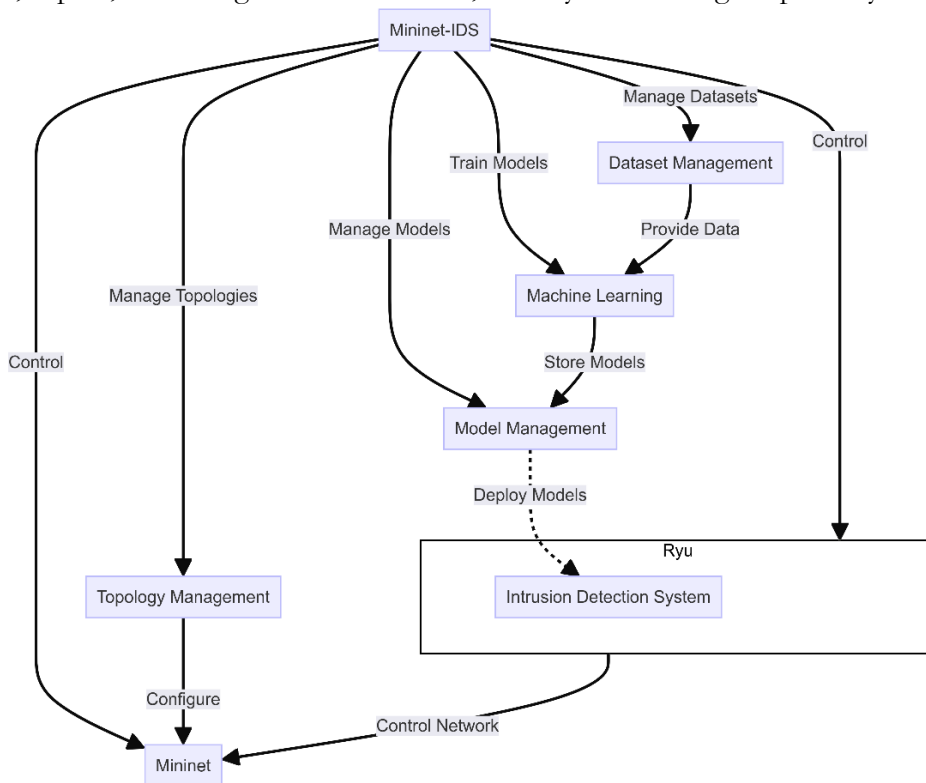 Mininet-IDS
Manage Datasets
Control
Train Models
Dataset Management
Manage Models
Provide Data
Manage Topologies
Machine Learning
Control
Store Models
Model Management
Deploy Models
Ryu
Topology Management
Intrusion Detection System
Configure
Control Network
Mininet